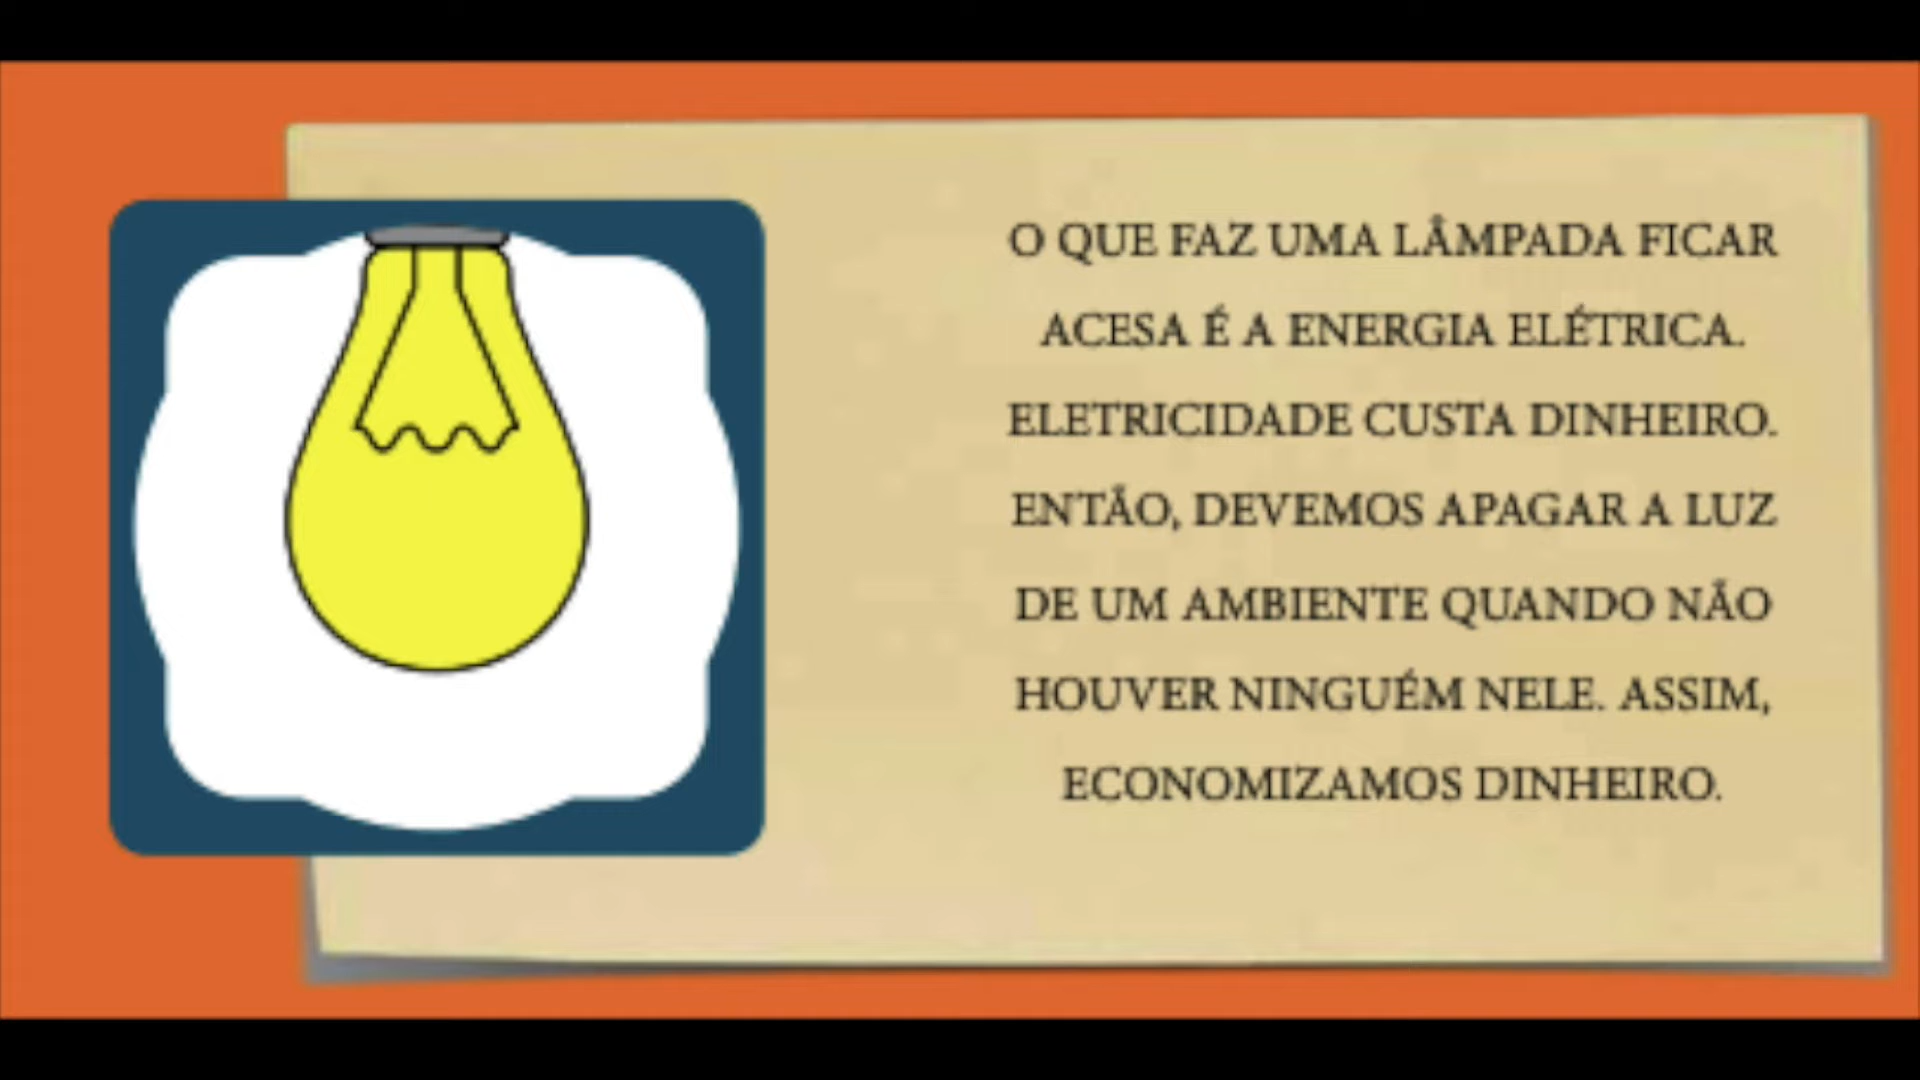 O QUE FAZ UMA LÂMPADA FICAR
ACESA É A ENERGIA ELÉTRICA.
ELETRICIDADE CUSTA DINHEIRO.
ENTÃO, DEVEMOS APAGAR A LUZ
DE UM AMBIENTE QUANDO NÃO
HOUVER NINGUÉM NELE. ASSIM,
ECONOMIZAMOS DINHEIRO.